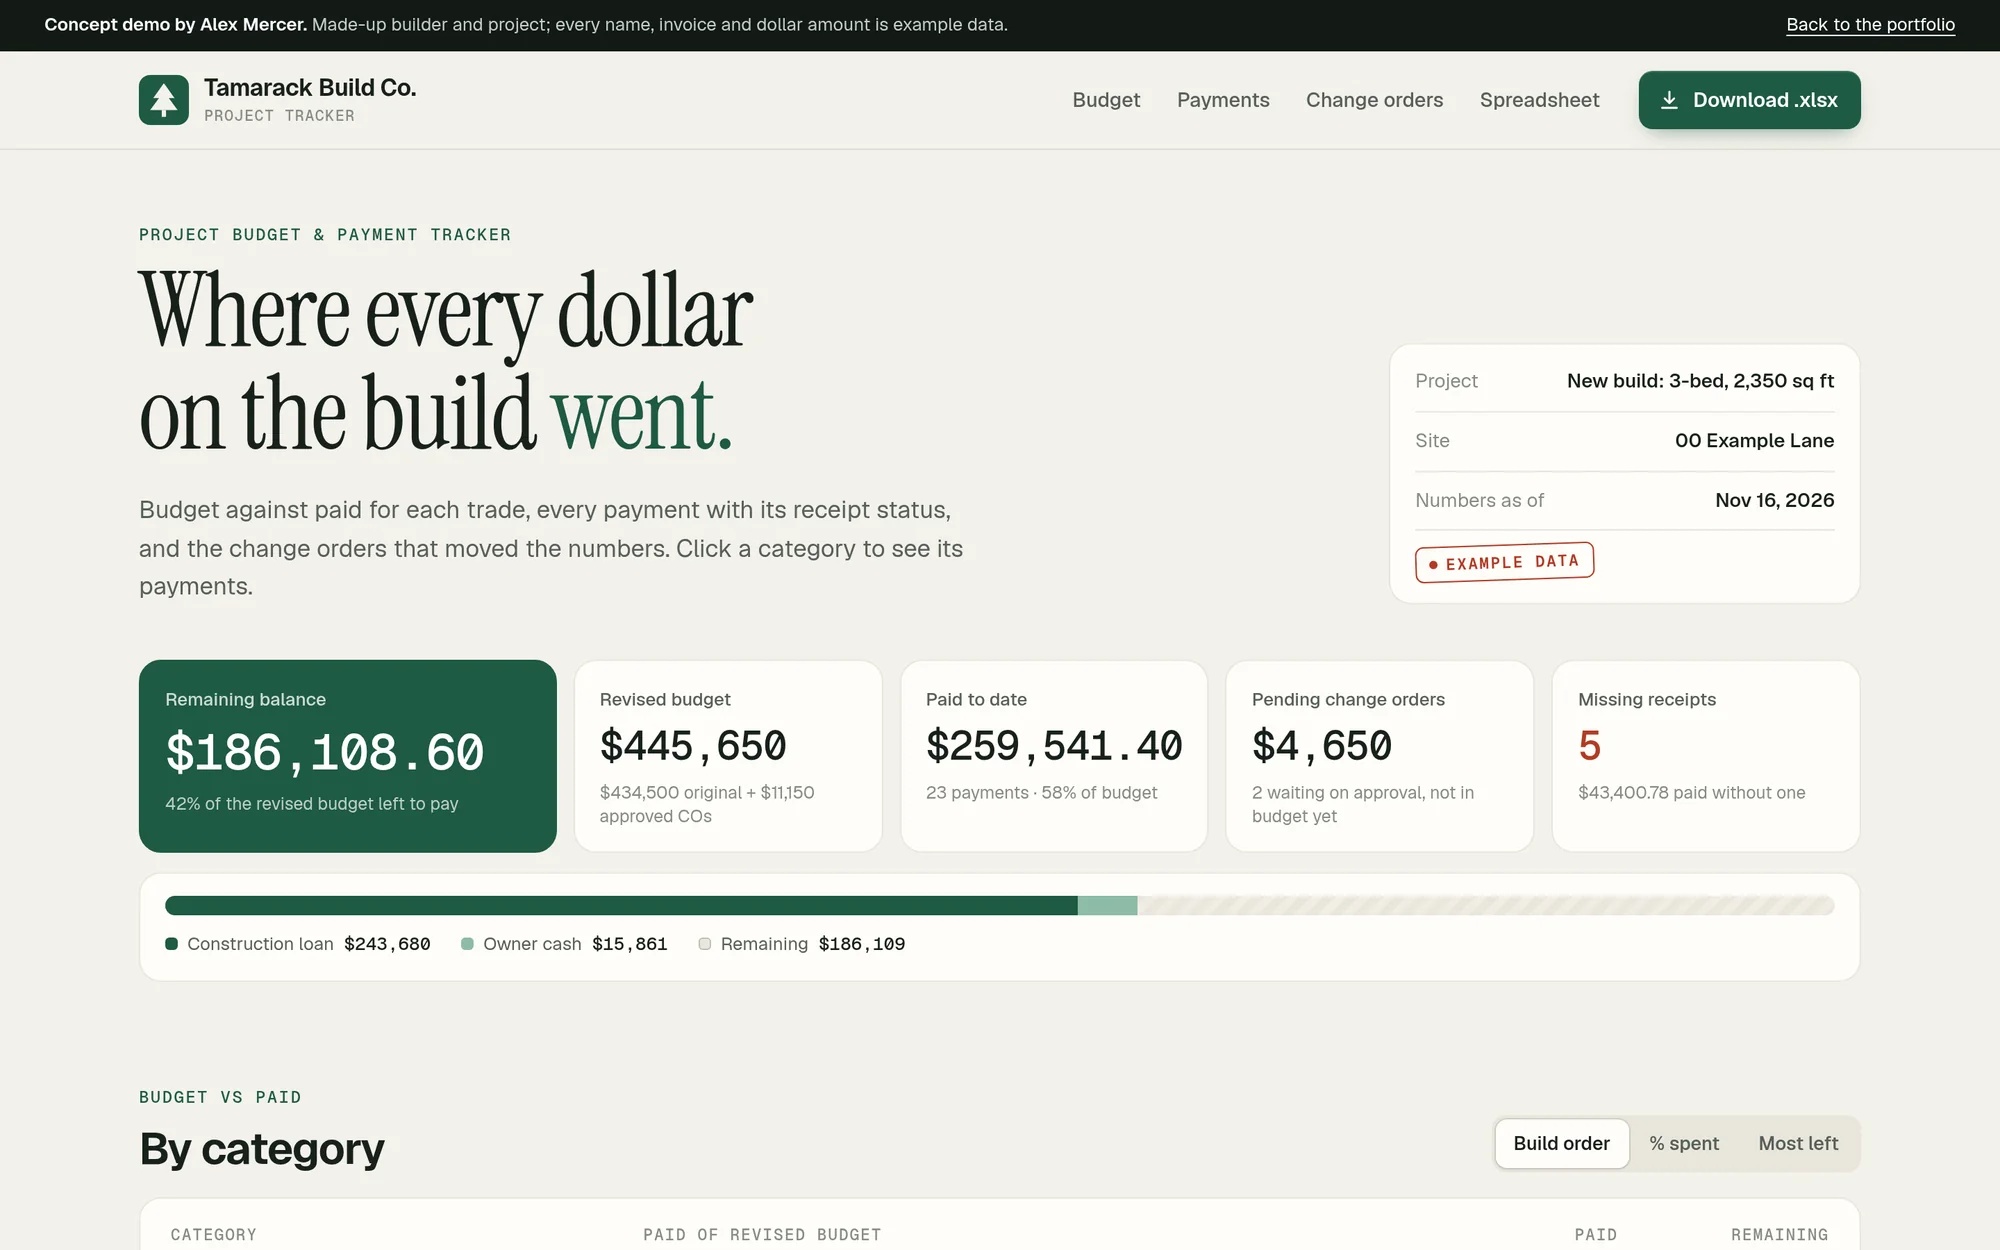 Concept demo by Alex Mercer. Made-up builder and project; every name, invoice and dollar amount is example data.
Back to the portfolio
Tamarack Build Co.
PROJECT TRACKER
Budget
Payments
Change orders
Spreadsheet
Download .xlsx
PROJECT BUDGET & PAYMENT TRACKER
Where every dollar
on the build went.
Budget against paid for each trade, every payment with its receipt status,
and the change orders that moved the numbers. Click a category to see its
payments.
Project New build: 3-bed, 2,350 sq ft
Site 00 Example Lane
Numbers as of Nov 16, 2026
EXAMPLE DATA
Remaining balance
$186,108.60
42% of the revised budget left to pay
Revised budget
$445,650
$434,500 original + $11,150
approved COs
Paid to date
$259,541.40
23 payments · 58% of budget
Pending change orders
$4,650
2 waiting on approval, not in
budget yet
Missing receipts
5
$43,400.78 paid without one
Construction loan $243,680
Owner cash $15,861
Remaining $186,109
BUDGET VS PAID
By category
Build order
% spent
Most left
CATEGORY
PAID OF REVISED BUDGET
PAID
REMAINING